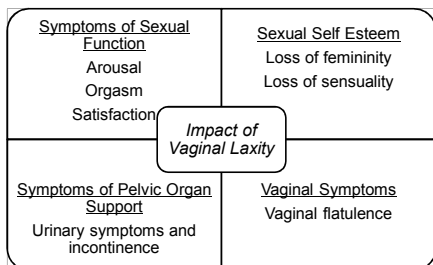 Symptoms of Sexual
Function
Arousal
Orgasm
Satisfaction
Sexual Self Esteem
Loss of femininity
Loss of sensuality
Impact of
Vaginal Laxity
Symptoms of Pelvic Organ
Support
Urinary symptoms and
incontinence
Vaginal Symptoms
Vaginal flatulence